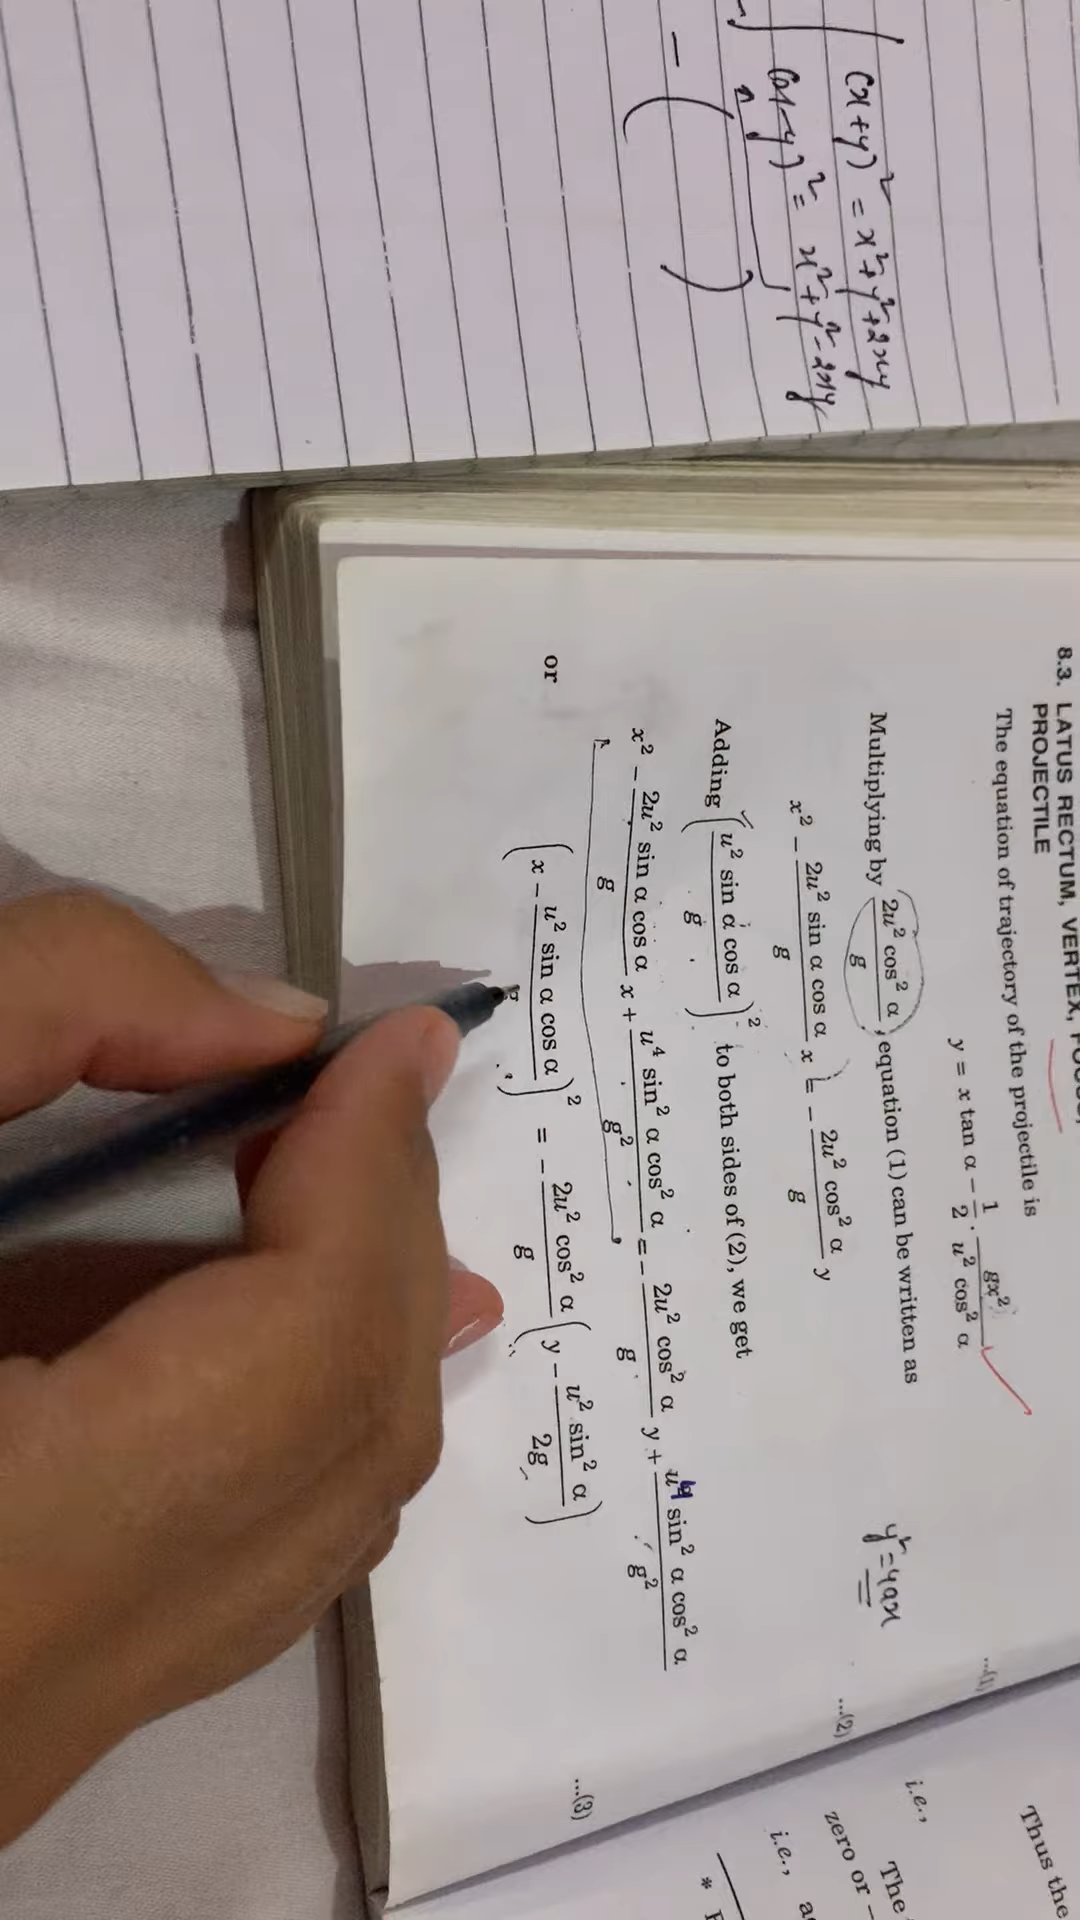 (x+y)² = x²+y²+2xy
(x-y)² = x²+y²-2xy
- ( )
8.3. LATUS RECTUM, VERTEX,
PROJECTILE
The equation of trajectory of the projectile is
y = x tan α - 1/2 . gx²/u² cos² α ...(1)
y² = 4ax
Multiplying by 2u² cos² α/g, equation (1) can be written as
x² - 2u² sin α cos α/g x = - 2u² cos² α/g y ...(2)
Adding (u² sin α cos α/g)² to both sides of (2), we get
x² - 2u² sin α cos α/g x + u⁴ sin² α cos² α/g² = - 2u² cos² α/g y + u⁴ sin² α cos² α/g²
or (x - u² sin α cos α/g)² = - 2u² cos² α/g (y - u² sin² α/2g) ...(3)
Thus the
i.e.,
The
zero or -
i.e.,
*